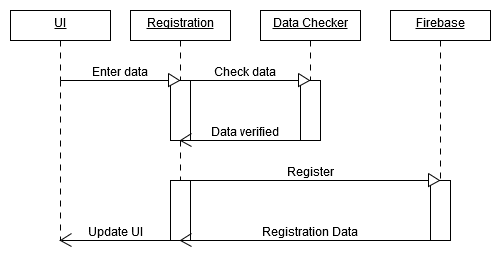 UI
Registration
Data Checker
Firebase
Enter data
Check data
Data verified
Register
Update UI
Registration Data